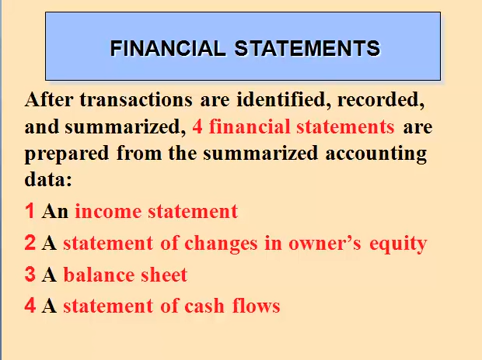 FINANCIAL STATEMENTS
After transactions are identified, recorded,
and summarized, 4 financial statements are
prepared from the summarized accounting
data:
1 An income statement
2 A statement of changes in owner's equity
3 A balance sheet
4 A statement of cash flows